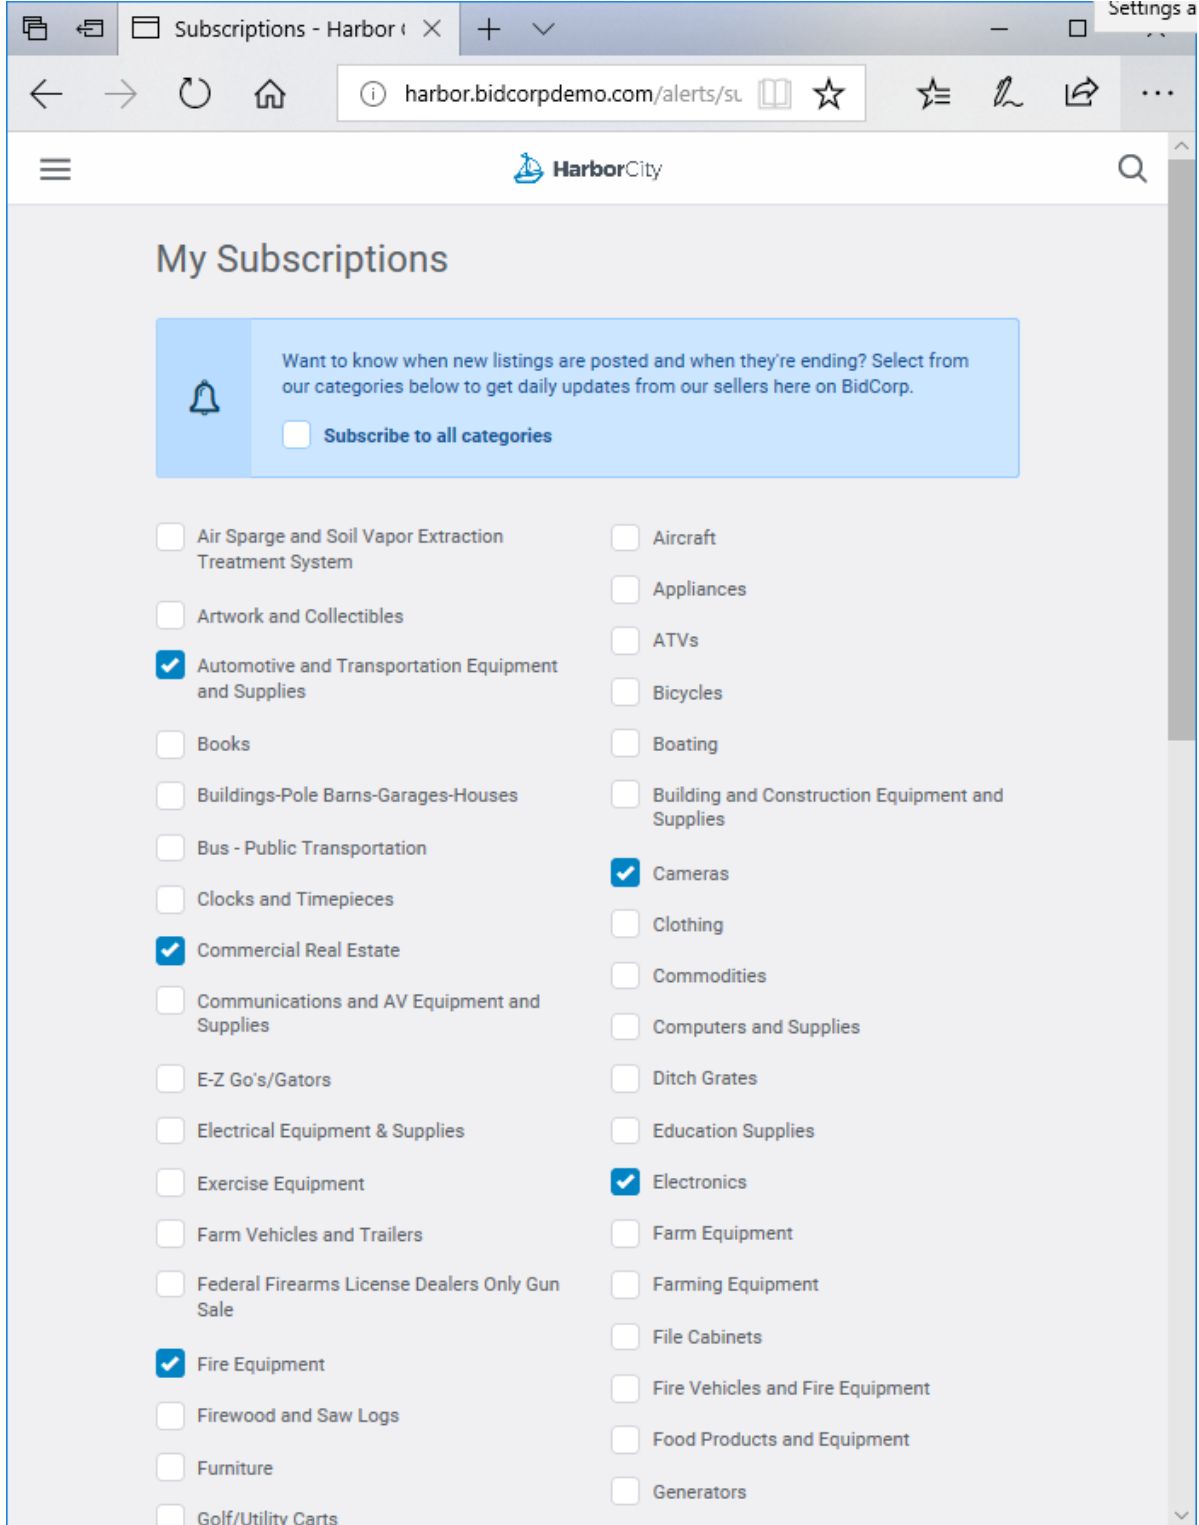 Settings a
Subscriptions - Harbor
harbor.bidcorpdemo.com/alerts/su
HarborCity
My Subscriptions
Want to know when new listings are posted and when they're ending? Select from
our categories below to get daily updates from our sellers here on BidCorp.
Subscribe to all categories
Air Sparge and Soil Vapor Extraction
Treatment System
Artwork and Collectibles
Automotive and Transportation Equipment
and Supplies
Books
Buildings-Pole Barns-Garages-Houses
Bus - Public Transportation
Clocks and Timepieces
Commercial Real Estate
Communications and AV Equipment and
Supplies
E-Z Go's/Gators
Electrical Equipment & Supplies
Exercise Equipment
Farm Vehicles and Trailers
Federal Firearms License Dealers Only Gun
Sale
Fire Equipment
Firewood and Saw Logs
Furniture
Golf/Utility Carts
Aircraft
Appliances
ATVs
Bicycles
Boating
Building and Construction Equipment and
Supplies
Cameras
Clothing
Commodities
Computers and Supplies
Ditch Grates
Education Supplies
Electronics
Farm Equipment
Farming Equipment
File Cabinets
Fire Vehicles and Fire Equipment
Food Products and Equipment
Generators